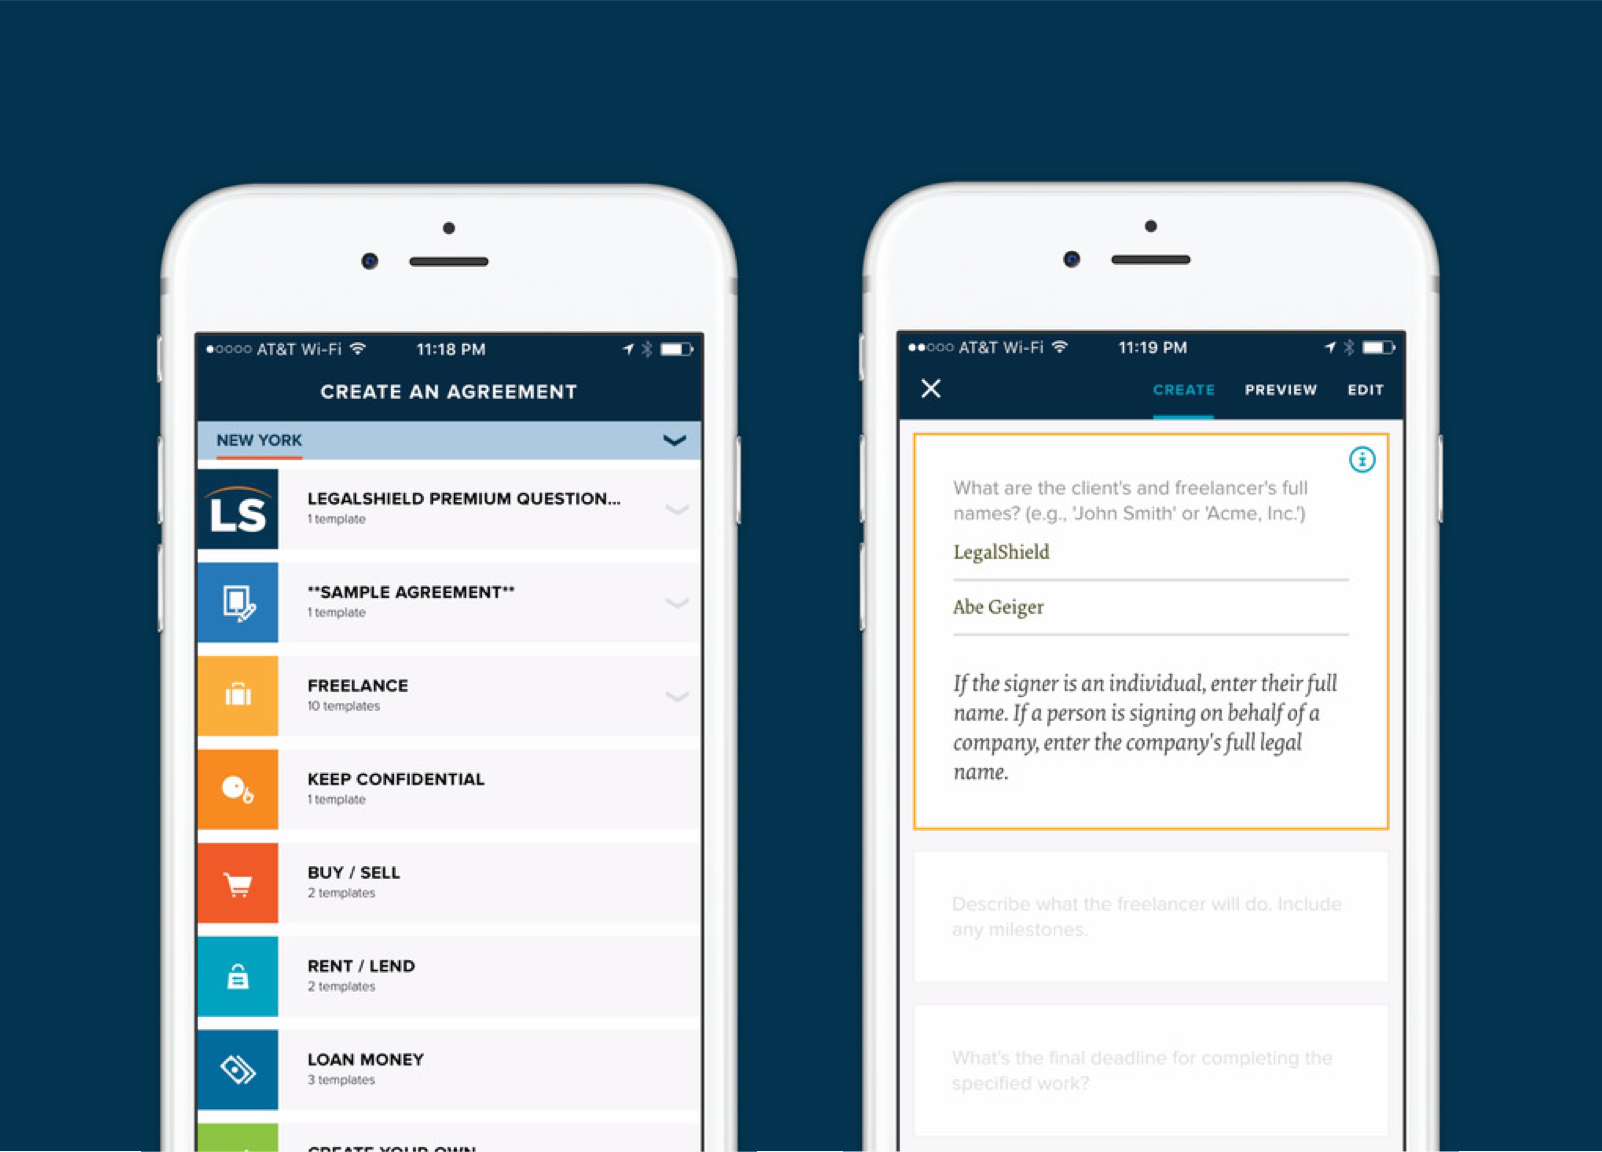 AT&T Wi-Fi 11:18 PM
CREATE AN AGREEMENT
NEW YORK
LS
LEGALSHIELD PREMIUM QUESTION...
1 template
**SAMPLE AGREEMENT**
1 template
FREELANCE
10 templates
KEEP CONFIDENTIAL
1 template
BUY / SELL
2 templates
RENT / LEND
2 templates
LOAN MONEY
3 templates
CREATE YOUR OWN
AT&T Wi-Fi 11:19 PM
CREATE PREVIEW EDIT
What are the client's and freelancer's full
names? (e.g., 'John Smith' or 'Acme, Inc.')
LegalShield
Abe Geiger
If the signer is an individual, enter their full
name. If a person is signing on behalf of a
company, enter the company's full legal
name.
Describe what the freelancer will do. Include
any milestones.
What's the final deadline for completing the
specified work?